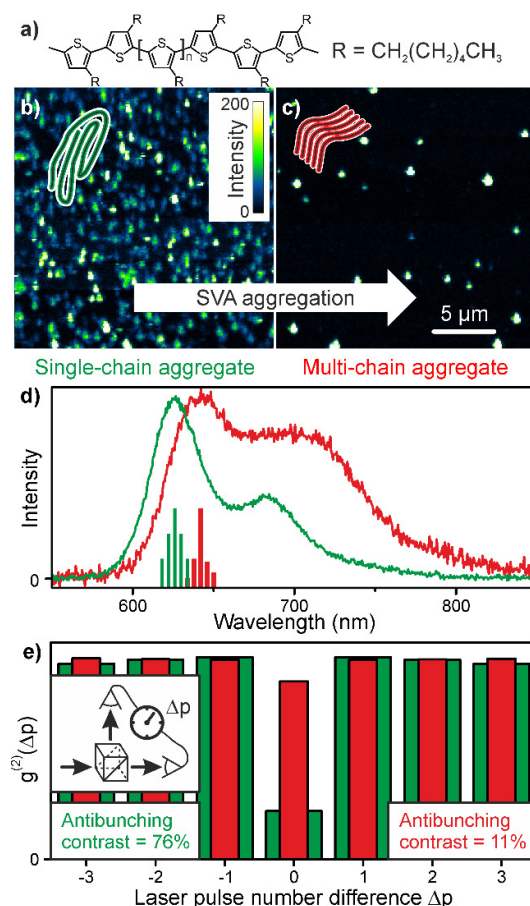 a)
R
R
R
S
S
S
S
S
S
n
R
R
R
R = CH₂(CH₂)₄CH₃
b)
200
Intensity
0
c)
SVA aggregation
5 µm
Single-chain aggregate
Multi-chain aggregate
d)
Intensity
0
600
700
800
Wavelength (nm)
e)
g⁽²⁾(Δp)
0
Δp
Antibunching
contrast = 76%
Antibunching
contrast = 11%
-3
-2
-1
0
1
2
3
Laser pulse number difference Δp